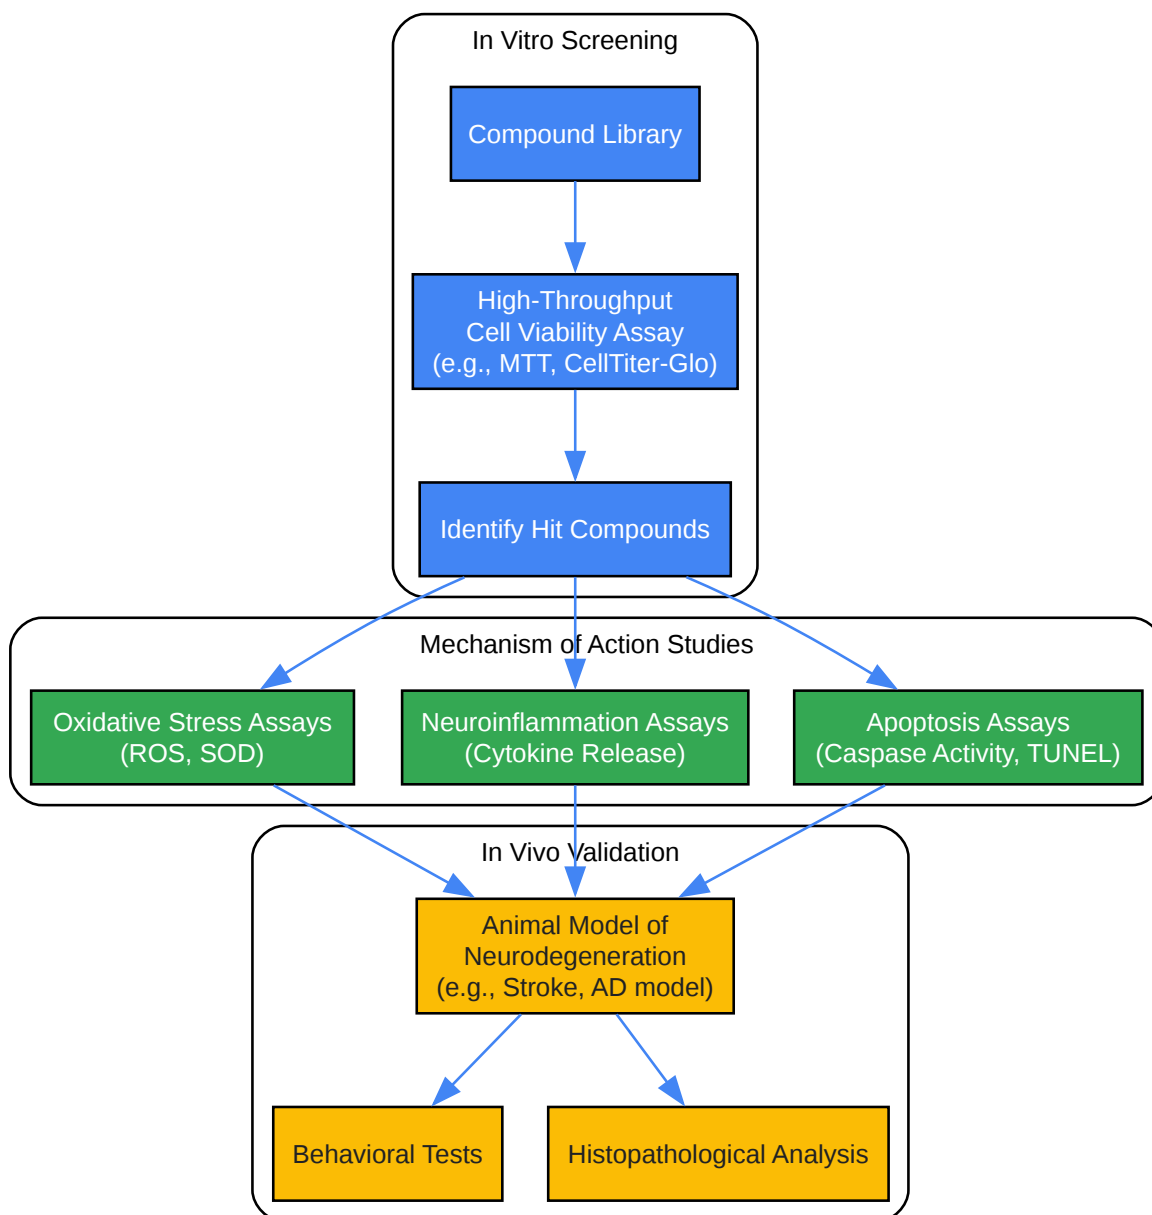 In Vitro Screening
Compound Library
High-Throughput
Cell Viability Assay
(e.g., MTT, CellTiter-Glo)
Identify Hit Compounds
Mechanism of Action Studies
Oxidative Stress Assays
(ROS, SOD)
Neuroinflammation Assays
(Cytokine Release)
Apoptosis Assays
(Caspase Activity, TUNEL)
In Vivo Validation
Animal Model of
Neurodegeneration
(e.g., Stroke, AD model)
Behavioral Tests
Histopathological Analysis